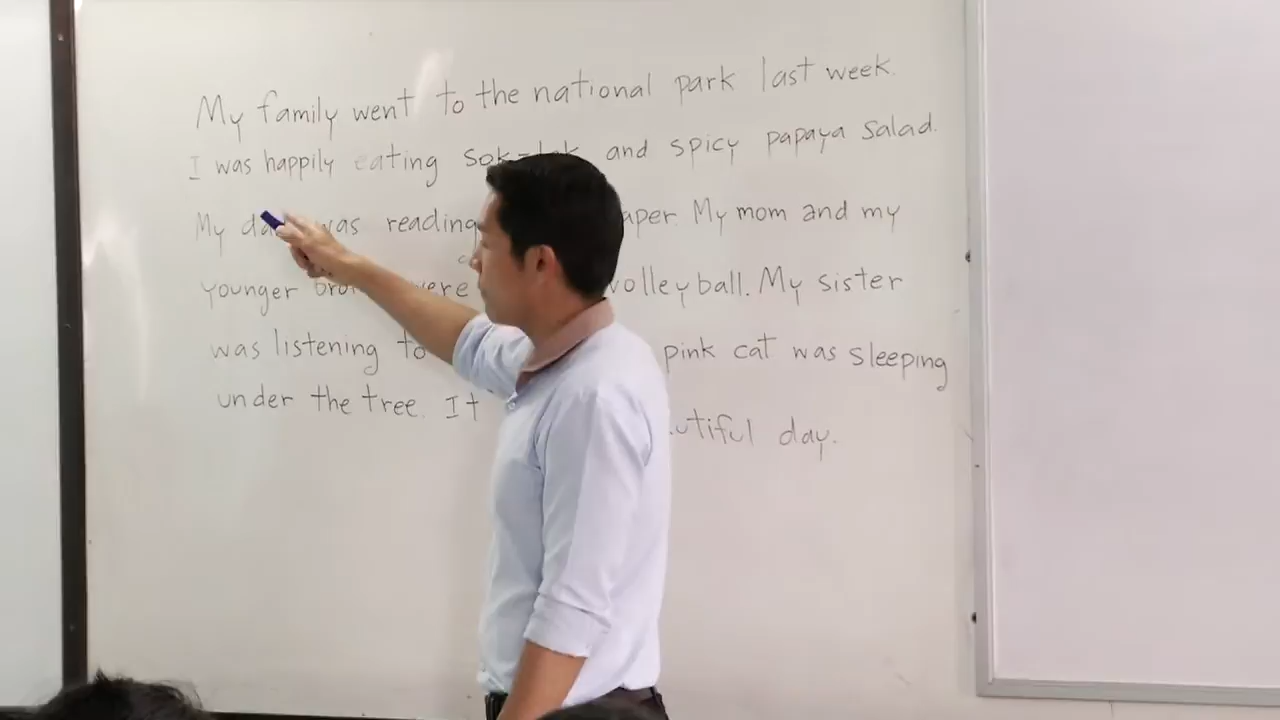 My family went to the national park last week.
I was happily eating and spicy papaya salad.
My was reading My mom and my
younger were volleyball. My sister
was listening to pink cat was sleeping
under the tree. It day.